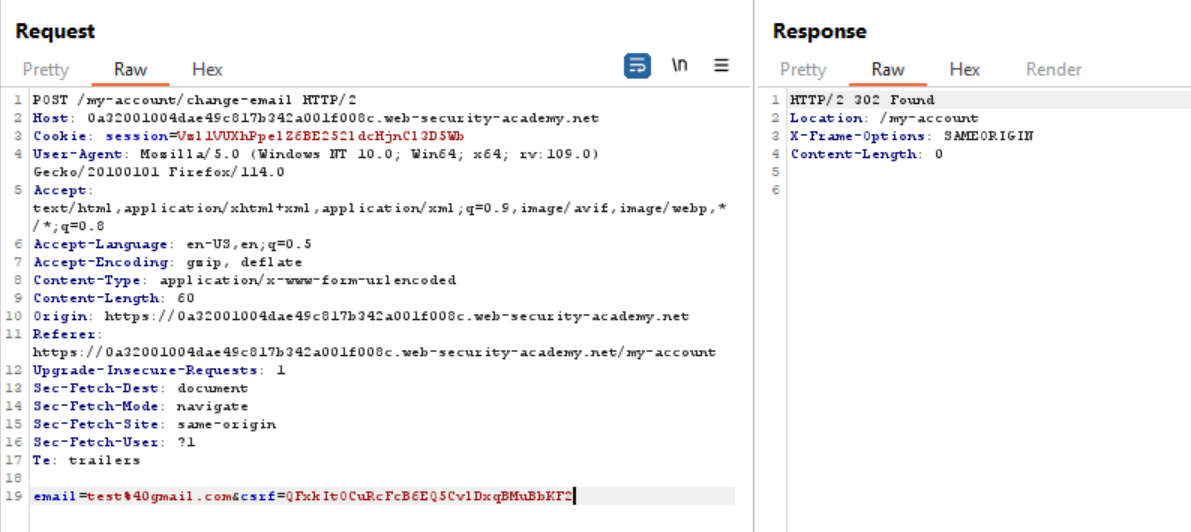 Request
Pretty Raw Hex \n
1 POST /my-account/change-email HTTP/2
2 Host: 0a32001004dae49c817b342a001f008c.web-security-academy.net
3 Cookie: session=Vs11VUXhPpe1Z6BE2521dcHjnC13D5Wb
4 User-Agent: Mozilla/5.0 (Windows NT 10.0; Win64; x64; rv:109.0)
Gecko/20100101 Firefox/114.0
5 Accept:
text/html,application/xhtml+xml,application/xml;q=0.9,image/avif,image/webp,*
/*;q=0.8
6 Accept-Language: en-US,en;q=0.5
7 Accept-Encoding: gzip, deflate
8 Content-Type: application/x-www-form-urlencoded
9 Content-Length: 60
10 Origin: https://0a32001004dae49c817b342a001f008c.web-security-academy.net
11 Referer:
https://0a32001004dae49c817b342a001f008c.web-security-academy.net/my-account
12 Upgrade-Insecure-Requests: 1
13 Sec-Fetch-Dest: document
14 Sec-Fetch-Mode: navigate
15 Sec-Fetch-Site: same-origin
16 Sec-Fetch-User: ?1
17 Te: trailers
18
19 email=test%40gmail.com&csrf=QFxkItOCuRcFcB6EQ5Cv1DxqBMuBbKF2
Response
Pretty Raw Hex Render
1 HTTP/2 302 Found
2 Location: /my-account
3 X-Frame-Options: SAMEORIGIN
4 Content-Length: 0
5
6